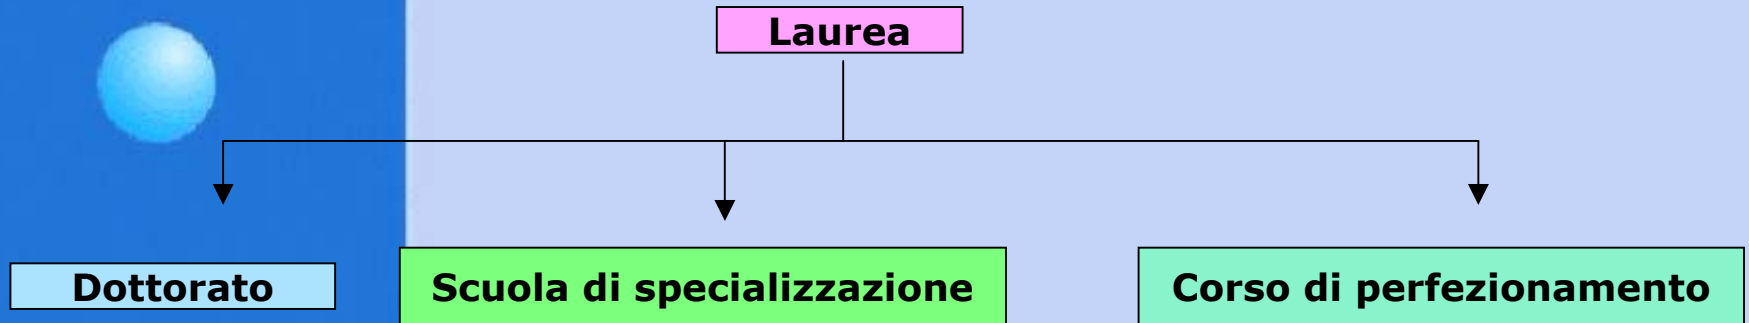 Laurea
Dottorato
Scuola di specializzazione
Corso di perfezionamento